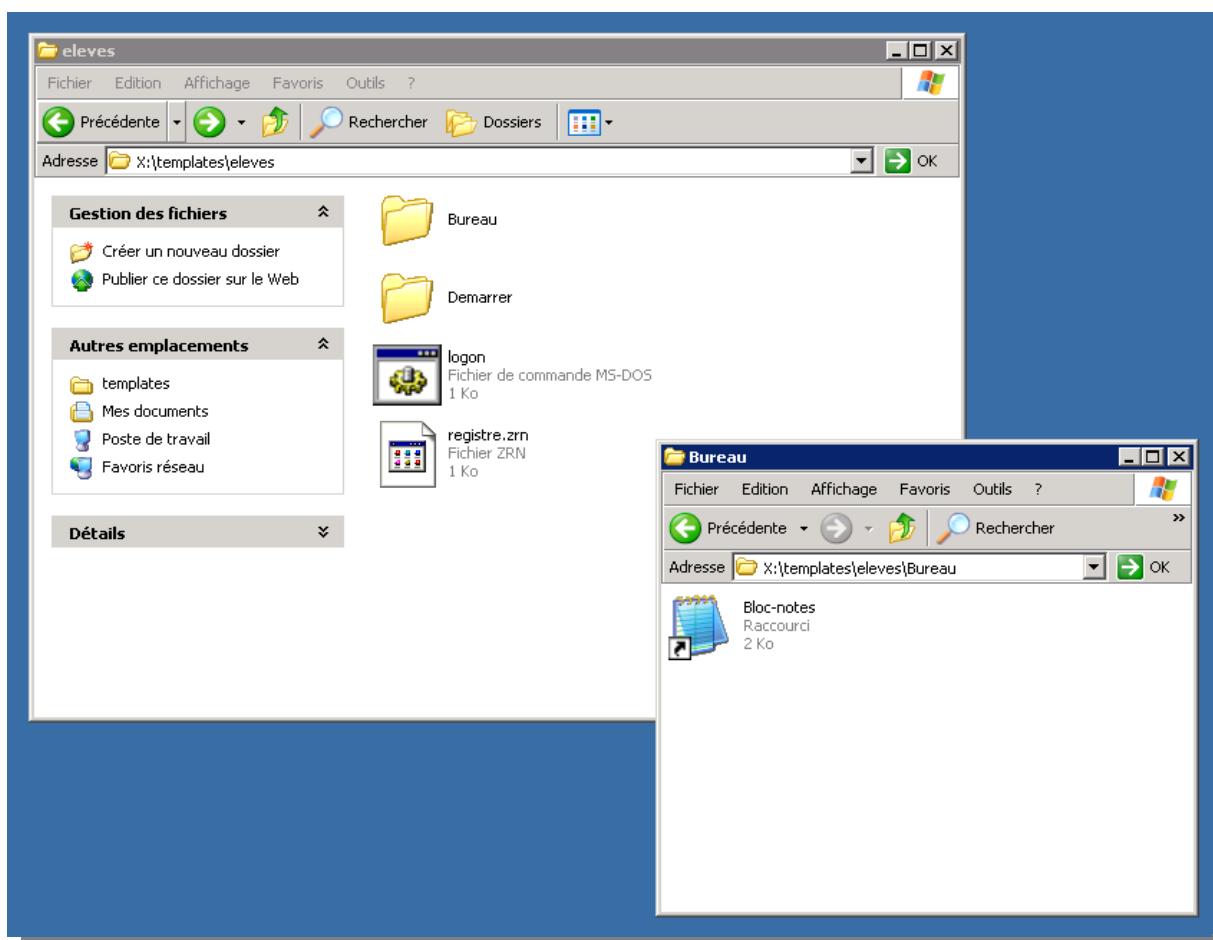 eleves
Fichier Edition Affichage Favoris Outils ?
Précédente Rechercher Dossiers
Adresse X:\templates\eleves OK
Gestion des fichiers
Créer un nouveau dossier
Publier ce dossier sur le Web
Autres emplacements
templates
Mes documents
Poste de travail
Favoris réseau
Détails
Bureau
Demarrer
logon
Fichier de commande MS-DOS
1 Ko
registre.zrn
Fichier ZRN
1 Ko
Bureau
Fichier Edition Affichage Favoris Outils ?
Précédente Rechercher »
Adresse X:\templates\eleves\Bureau OK
Bloc-notes
Raccourci
2 Ko